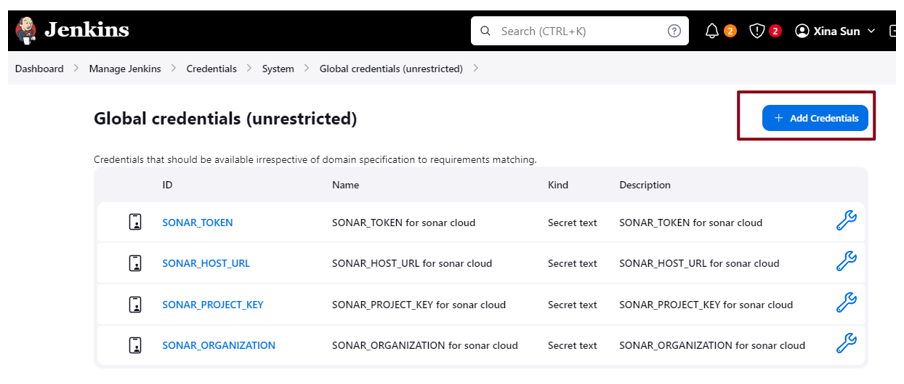 Jenkins
Search (CTRL+K)
?
2
2
Xina Sun
Dashboard > Manage Jenkins > Credentials > System > Global credentials (unrestricted) >
Global credentials (unrestricted)
+ Add Credentials
Credentials that should be available irrespective of domain specification to requirements matching.
ID Name Kind Description
SONAR_TOKEN SONAR_TOKEN for sonar cloud Secret text SONAR_TOKEN for sonar cloud
SONAR_HOST_URL SONAR_HOST_URL for sonar cloud Secret text SONAR_HOST_URL for sonar cloud
SONAR_PROJECT_KEY SONAR_PROJECT_KEY for sonar cloud Secret text SONAR_PROJECT_KEY for sonar cloud
SONAR_ORGANIZATION SONAR_ORGANIZATION for sonar cloud Secret text SONAR_ORGANIZATION for sonar cloud